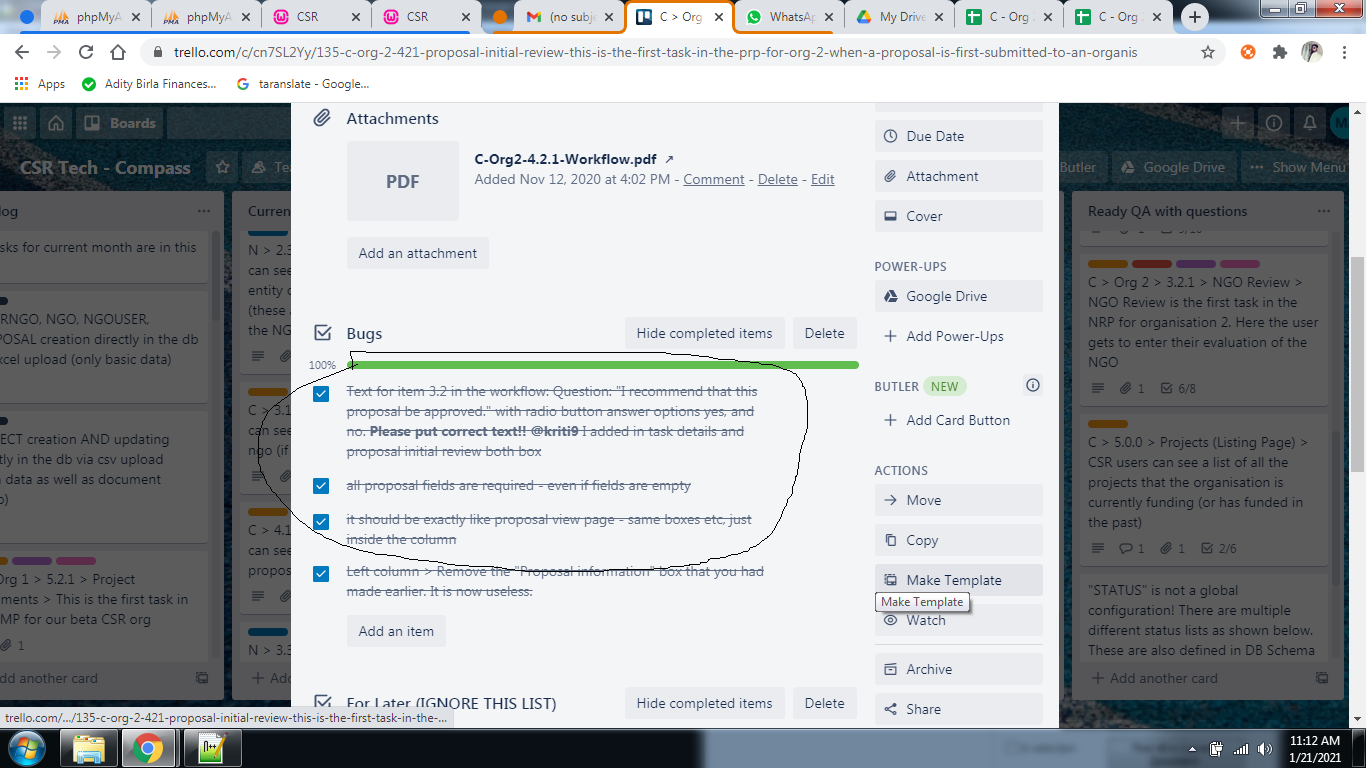 phpMyA
phpMyA
CSR
CSR
(no subje
C > Org
WhatsAp
My Drive
C - Org
C - Org
trello.com/c/cn7SL2Yy/135-c-org-2-421-proposal-initial-review-this-is-the-first-task-in-the-prp-for-org-2-when-a-proposal-is-first-submitted-to-an-organis
Apps
Adity Birla Finances...
taranslate - Google...
Boards
CSR Tech - Compass
Butler
Google Drive
Show Menu
sks for current month are in this
RNGO, NGO, NGOUSER,
POSAL creation directly in the db
xcel upload (only basic data)
ECT creation AND updating
tly in the db via csv upload
n data as well as document
Org 1 > 5.2.1 > Project
ments > This is the first task in
MP for our beta CSR org
1
dd another card
Curren
N > 2.3
can see
entity o
(these a
the NG
C > 3.1
can see
ngo (if
C > 4.1
can see
propos
N > 3.3
+ Ad
Attachments
PDF
C-Org2-4.2.1-Workflow.pdf
Added Nov 12, 2020 at 4:02 PM - Comment - Delete - Edit
Add an attachment
Bugs
Hide completed items
Delete
100%
Text for item 3.2 in the workflow: Question: "I recommend that this
proposal be approved." with radio button answer options yes, and
no. Please put correct text!! @kriti9 I added in task details and
proposal initial review both box
all proposal fields are required - even if fields are empty
it should be exactly like proposal view page - same boxes etc, just
inside the column
Left column > Remove the "Proposal information" box that you had
made earlier. It is now useless.
Add an item
For Later (IGNORE THIS LIST)
Hide completed items
Delete
Due Date
Attachment
Cover
POWER-UPS
Google Drive
+ Add Power-Ups
BUTLER NEW
+ Add Card Button
ACTIONS
Move
Copy
Make Template
Make Template
Watch
Archive
Share
Ready QA with questions
C > Org 2 > 3.2.1 > NGO Review >
NGO Review is the first task in the
NRP for organisation 2. Here the user
gets to enter their evaluation of the
NGO
1 6/8
C > 5.0.0 > Projects (Listing Page) >
CSR users can see a list of all the
projects that the organisation is
currently funding (or has funded in
the past)
1 1 2/6
"STATUS" is not a global
configuration! There are multiple
different status lists as shown below.
These are also defined in DB Schema
+ Add another card
trello.com/.../135-c-org-2-421-proposal-initial-review-this-is-the-first-task-in-the-...
11:12 AM
1/21/2021